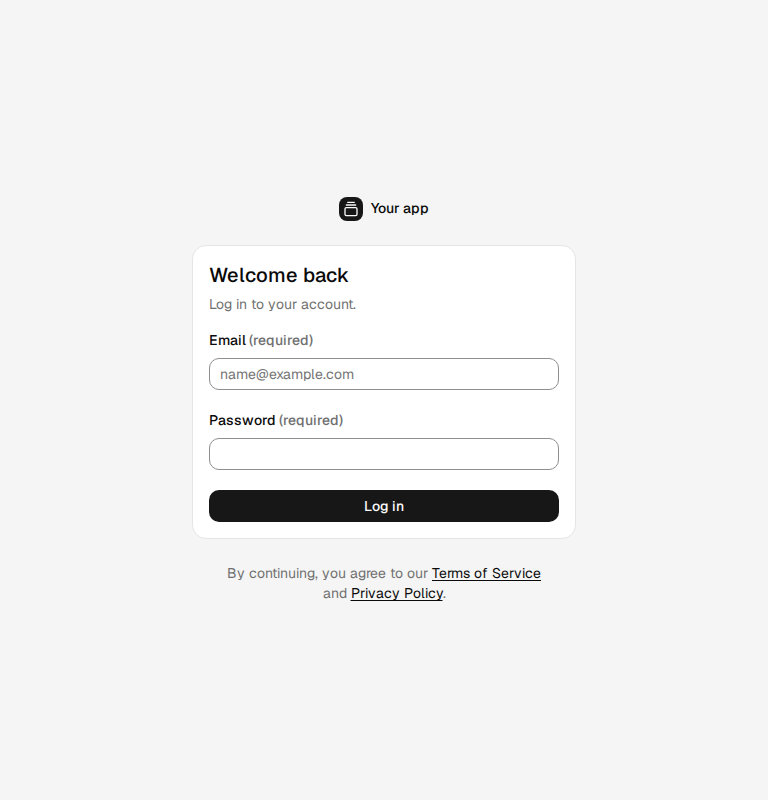 Your app
Welcome back
Log in to your account.
Email (required)
name@example.com
Password (required)
Log in
By continuing, you agree to our Terms of Service
and Privacy Policy.